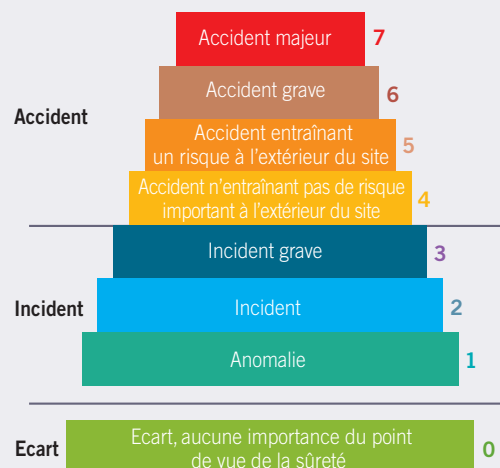 Accident majeur 7
Accident grave 6
Accident
Accident entraînant
un risque à l'extérieur du site 5
Accident n'entraînant pas de risque
important à l'extérieur du site 4
Incident grave 3
Incident
Incident 2
Anomalie 1
Ecart
Ecart, aucune importance du point
de vue de la sûreté 0